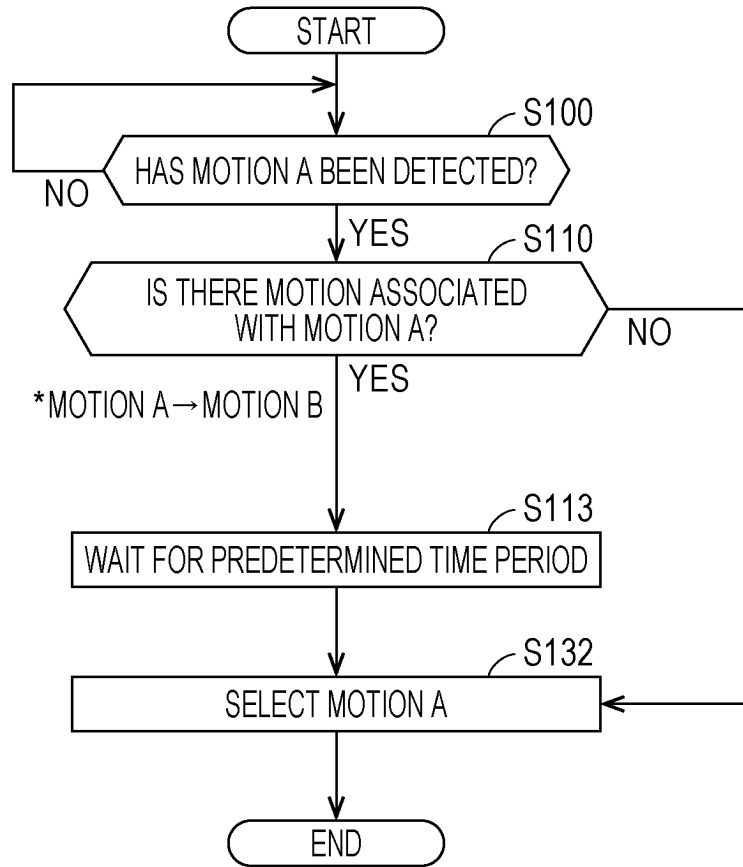 START
S100
HAS MOTION A BEEN DETECTED?
NO
YES
S110
IS THERE MOTION ASSOCIATED
WITH MOTION A?
NO
YES
*MOTION A→MOTION B
S113
WAIT FOR PREDETERMINED TIME PERIOD
S132
SELECT MOTION A
END